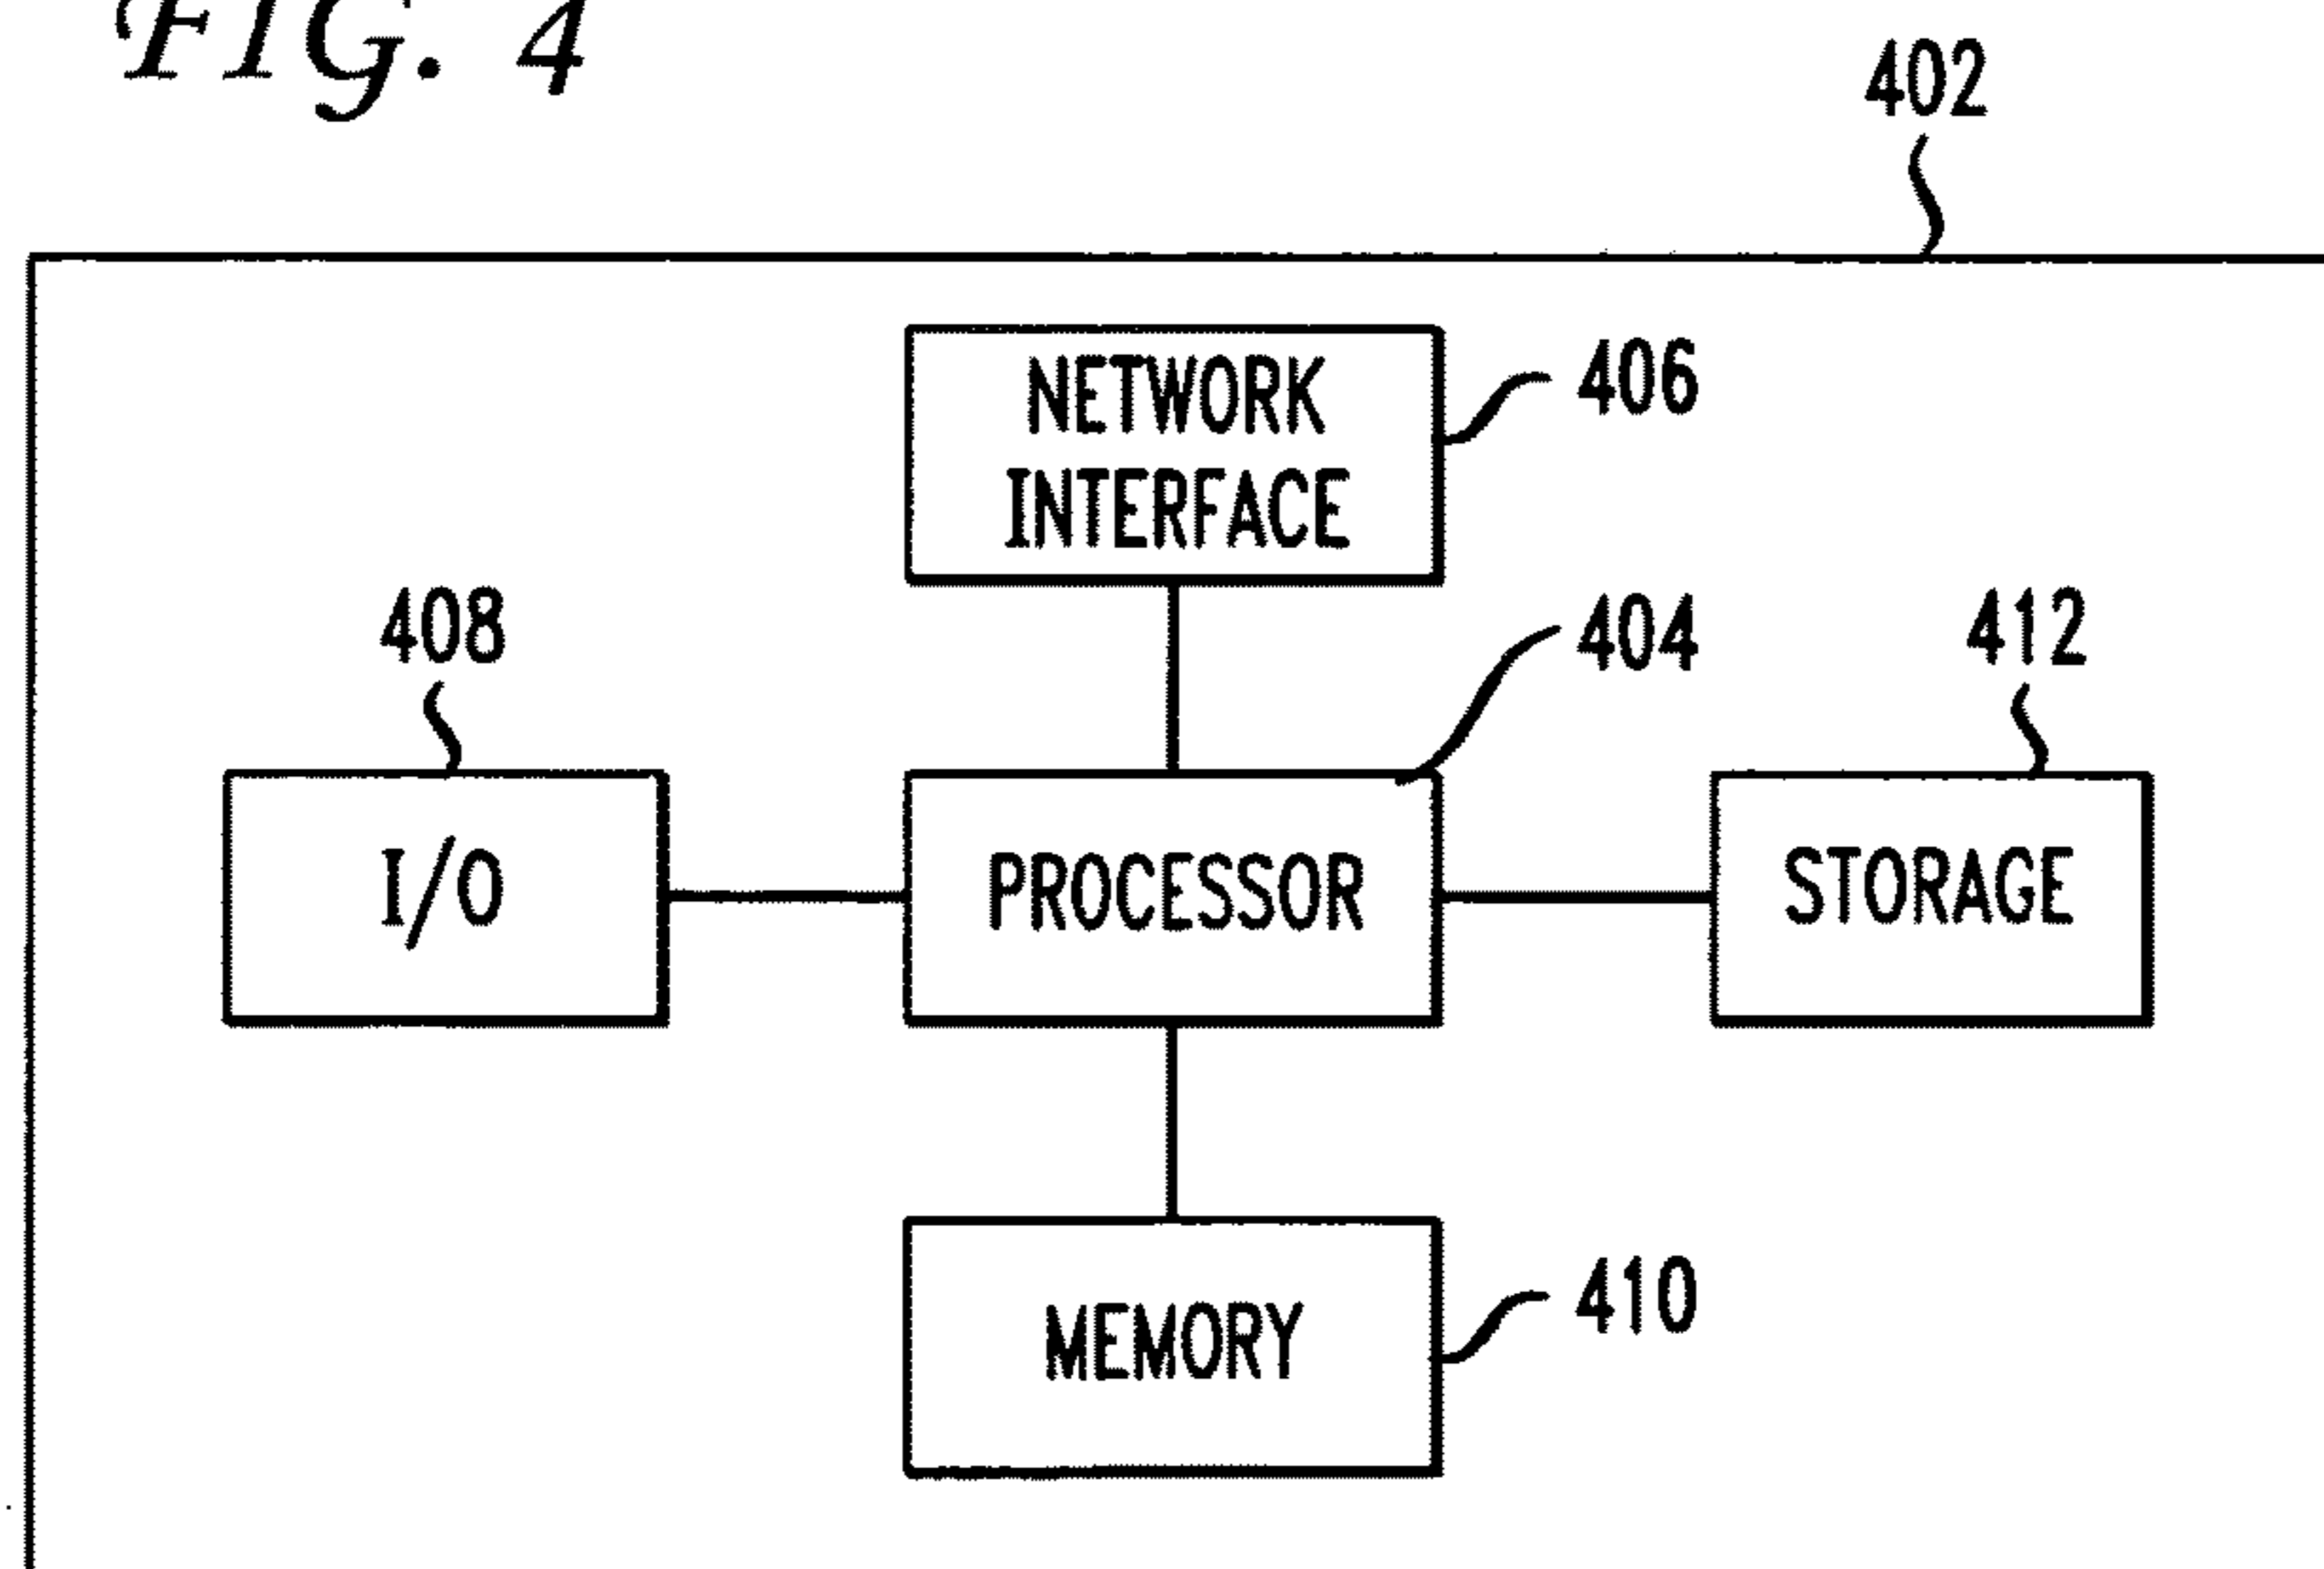 FIG. 4
402
NETWORK
INTERFACE
406
408
404
412
I/O
PROCESSOR
STORAGE
MEMORY
410